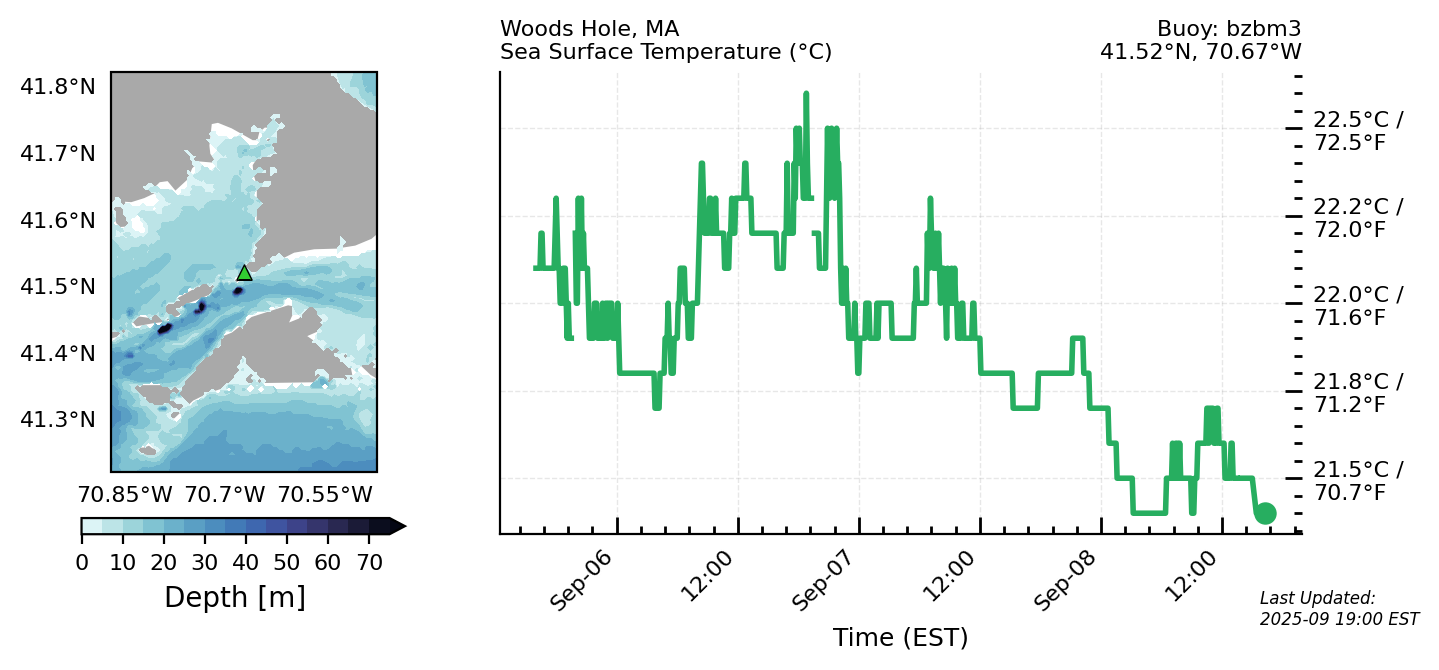 Woods Hole, MA
Sea Surface Temperature (°C)
Buoy: bzbm3
41.52°N, 70.67°W
41.8°N
41.7°N
41.6°N
41.5°N
41.4°N
41.3°N
70.85°W 70.7°W 70.55°W
0 10 20 30 40 50 60 70
Depth [m]
22.5°C /
72.5°F
22.2°C /
72.0°F
22.0°C /
71.6°F
21.8°C /
71.2°F
21.5°C /
70.7°F
Sep-06 12:00 Sep-07 12:00 Sep-08 12:00
Time (EST)
Last Updated:
2025-09 19:00 EST